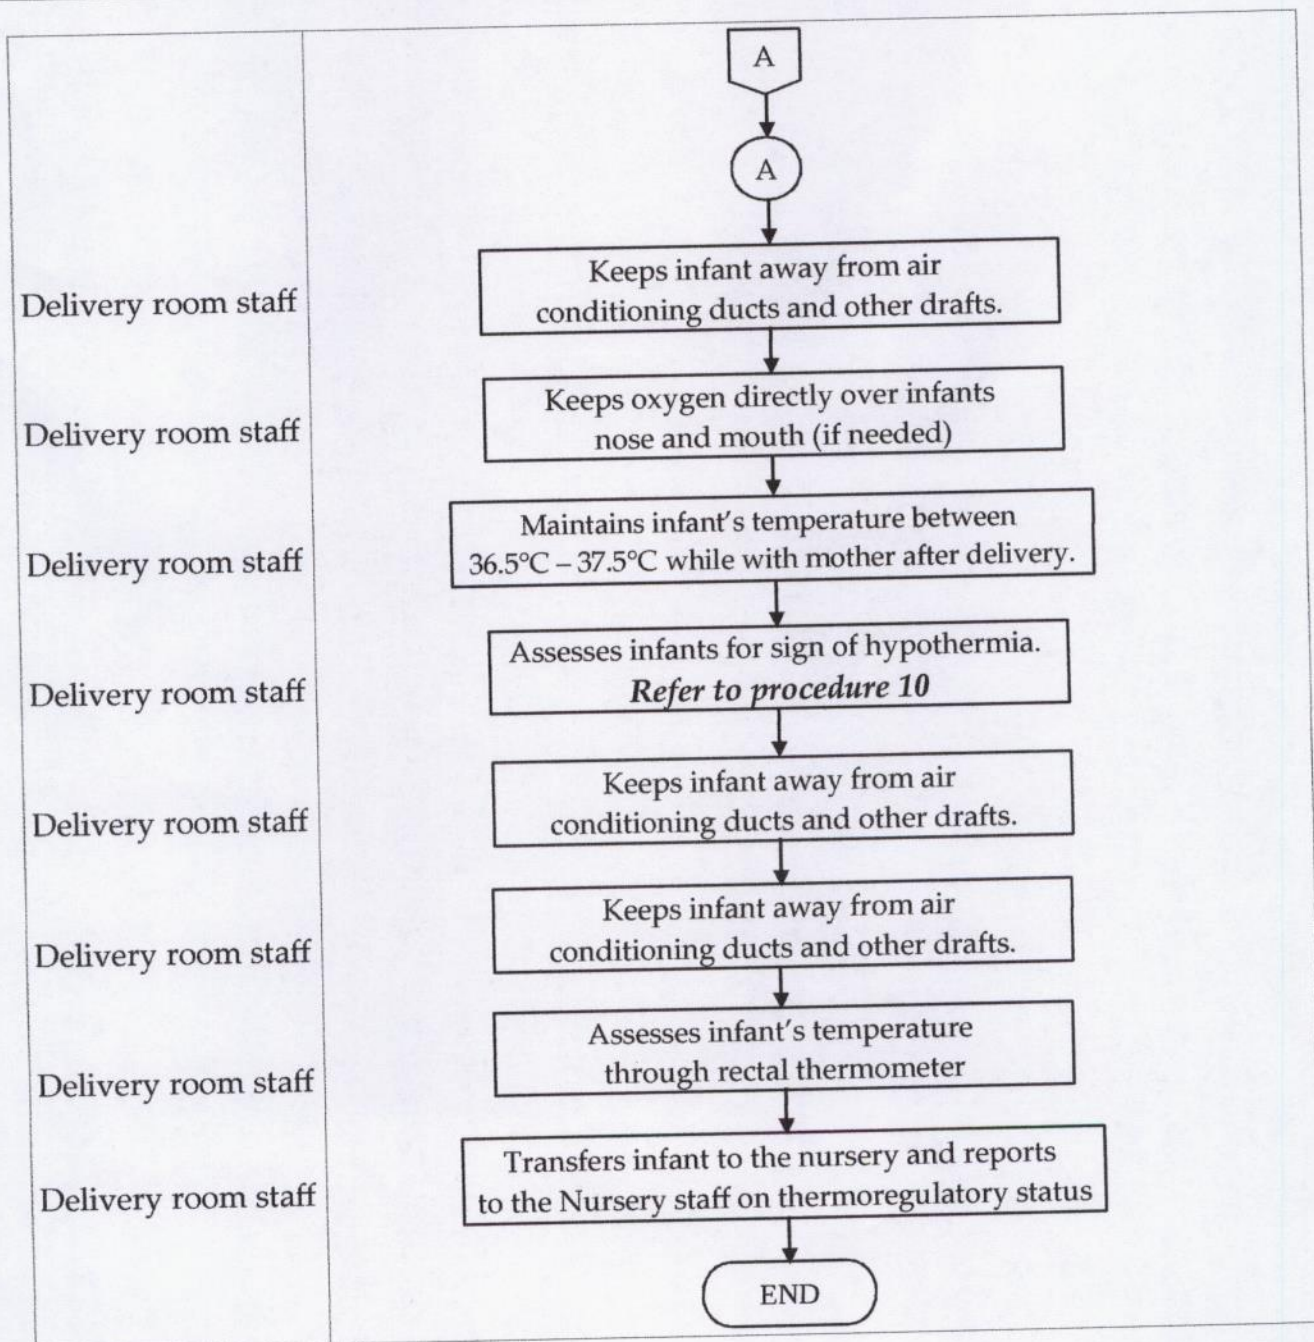 A
A
Delivery room staff
Keeps infant away from air
conditioning ducts and other drafts.
Delivery room staff
Keeps oxygen directly over infants
nose and mouth (if needed)
Delivery room staff
Maintains infant's temperature between
36.5°C – 37.5°C while with mother after delivery.
Delivery room staff
Assesses infants for sign of hypothermia.
Refer to procedure 10
Delivery room staff
Keeps infant away from air
conditioning ducts and other drafts.
Delivery room staff
Keeps infant away from air
conditioning ducts and other drafts.
Delivery room staff
Assesses infant's temperature
through rectal thermometer
Delivery room staff
Transfers infant to the nursery and reports
to the Nursery staff on thermoregulatory status
END